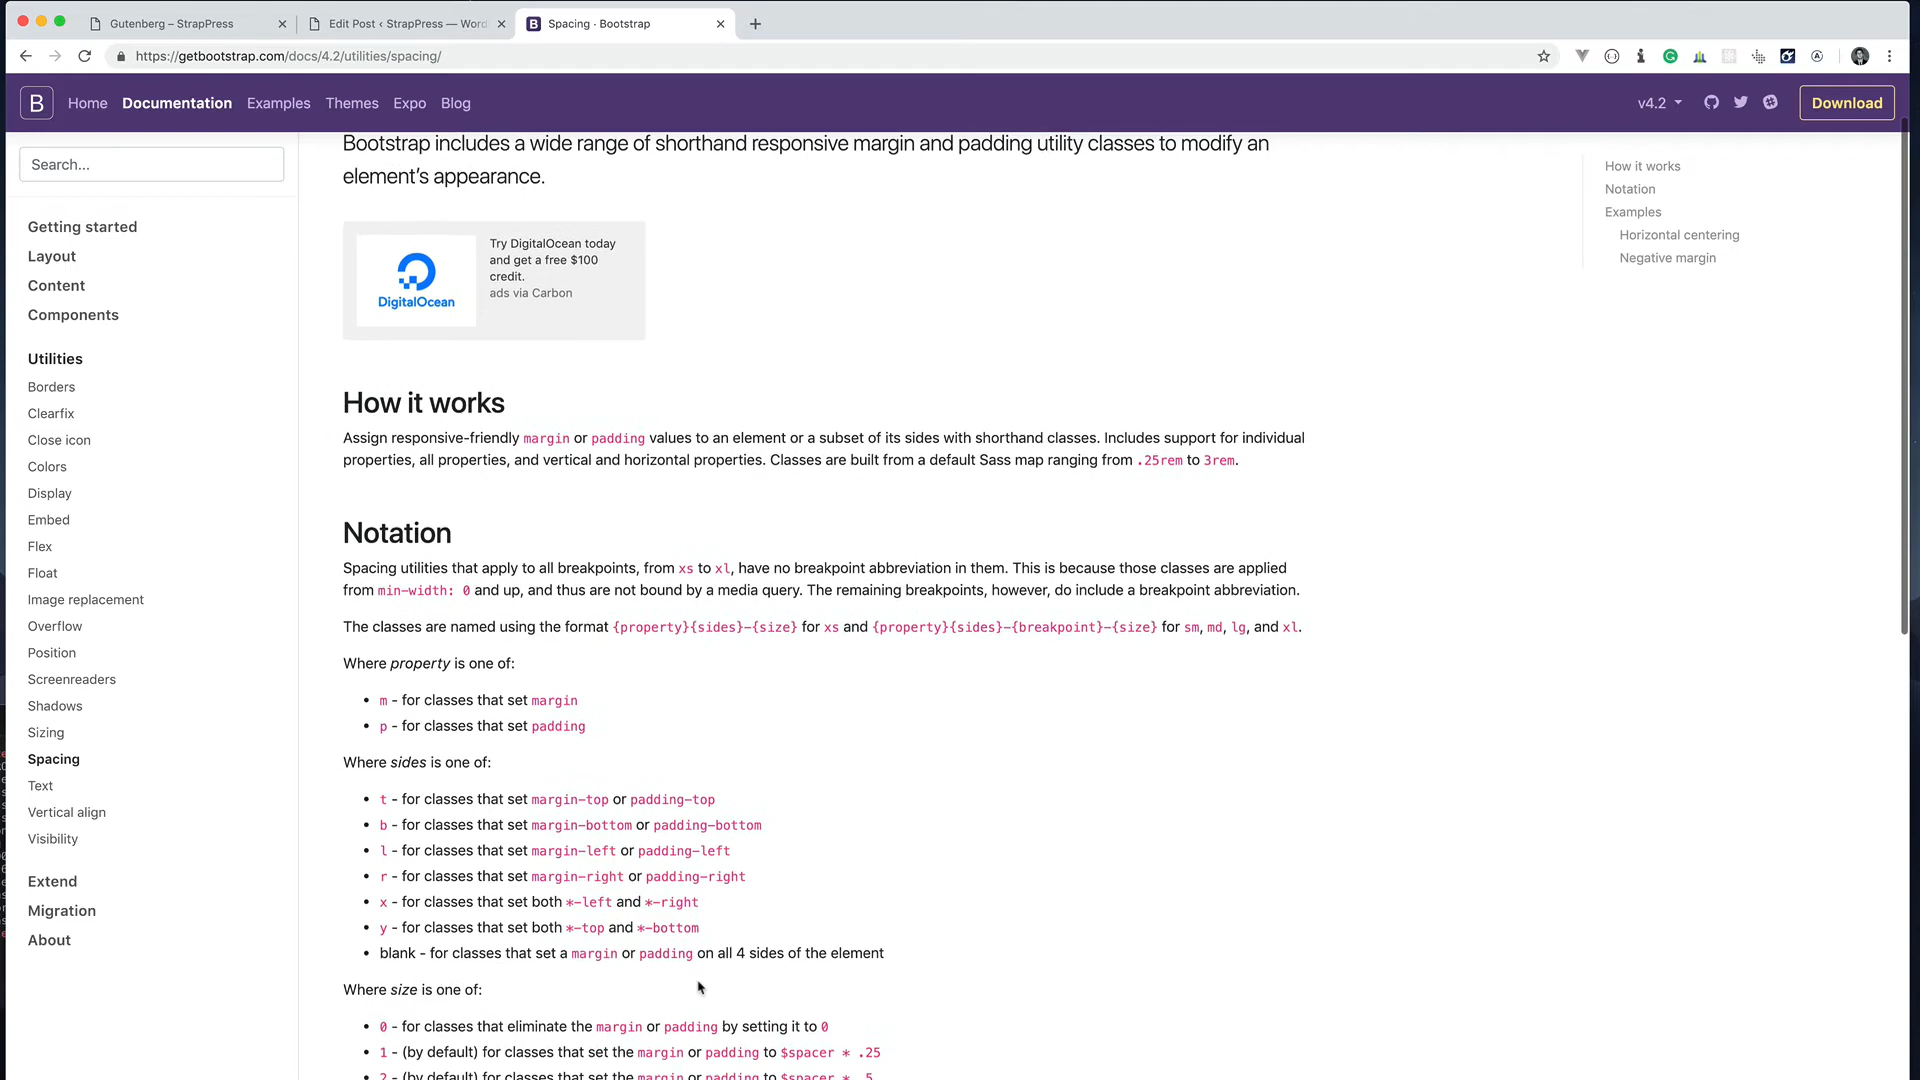 Gutenberg – StrapPress
Edit Post ‹ StrapPress — Word
Spacing · Bootstrap
https://getbootstrap.com/docs/4.2/utilities/spacing/
B Home Documentation Examples Themes Expo Blog v4.2 Download
Bootstrap includes a wide range of shorthand responsive margin and padding utility classes to modify an
element's appearance.
Search...
Getting started
Layout
Content
Components
Utilities
Borders
Clearfix
Close icon
Colors
Display
Embed
Flex
Float
Image replacement
Overflow
Position
Screenreaders
Shadows
Sizing
Spacing
Text
Vertical align
Visibility
Extend
Migration
About
DigitalOcean
Try DigitalOcean today
and get a free $100
credit.
ads via Carbon
How it works
Assign responsive-friendly margin or padding values to an element or a subset of its sides with shorthand classes. Includes support for individual
properties, all properties, and vertical and horizontal properties. Classes are built from a default Sass map ranging from .25rem to 3rem.
Notation
Spacing utilities that apply to all breakpoints, from xs to xl, have no breakpoint abbreviation in them. This is because those classes are applied
from min-width: 0 and up, and thus are not bound by a media query. The remaining breakpoints, however, do include a breakpoint abbreviation.
The classes are named using the format {property}{sides}-{size} for xs and {property}{sides}-{breakpoint}-{size} for sm, md, lg, and xl.
Where property is one of:
• m - for classes that set margin
• p - for classes that set padding
Where sides is one of:
• t - for classes that set margin-top or padding-top
• b - for classes that set margin-bottom or padding-bottom
• l - for classes that set margin-left or padding-left
• r - for classes that set margin-right or padding-right
• x - for classes that set both *-left and *-right
• y - for classes that set both *-top and *-bottom
• blank - for classes that set a margin or padding on all 4 sides of the element
Where size is one of:
• 0 - for classes that eliminate the margin or padding by setting it to 0
• 1 - (by default) for classes that set the margin or padding to $spacer * .25
• 2 - (by default) for classes that set the margin or padding to $spacer * .5
How it works
Notation
Examples
Horizontal centering
Negative margin